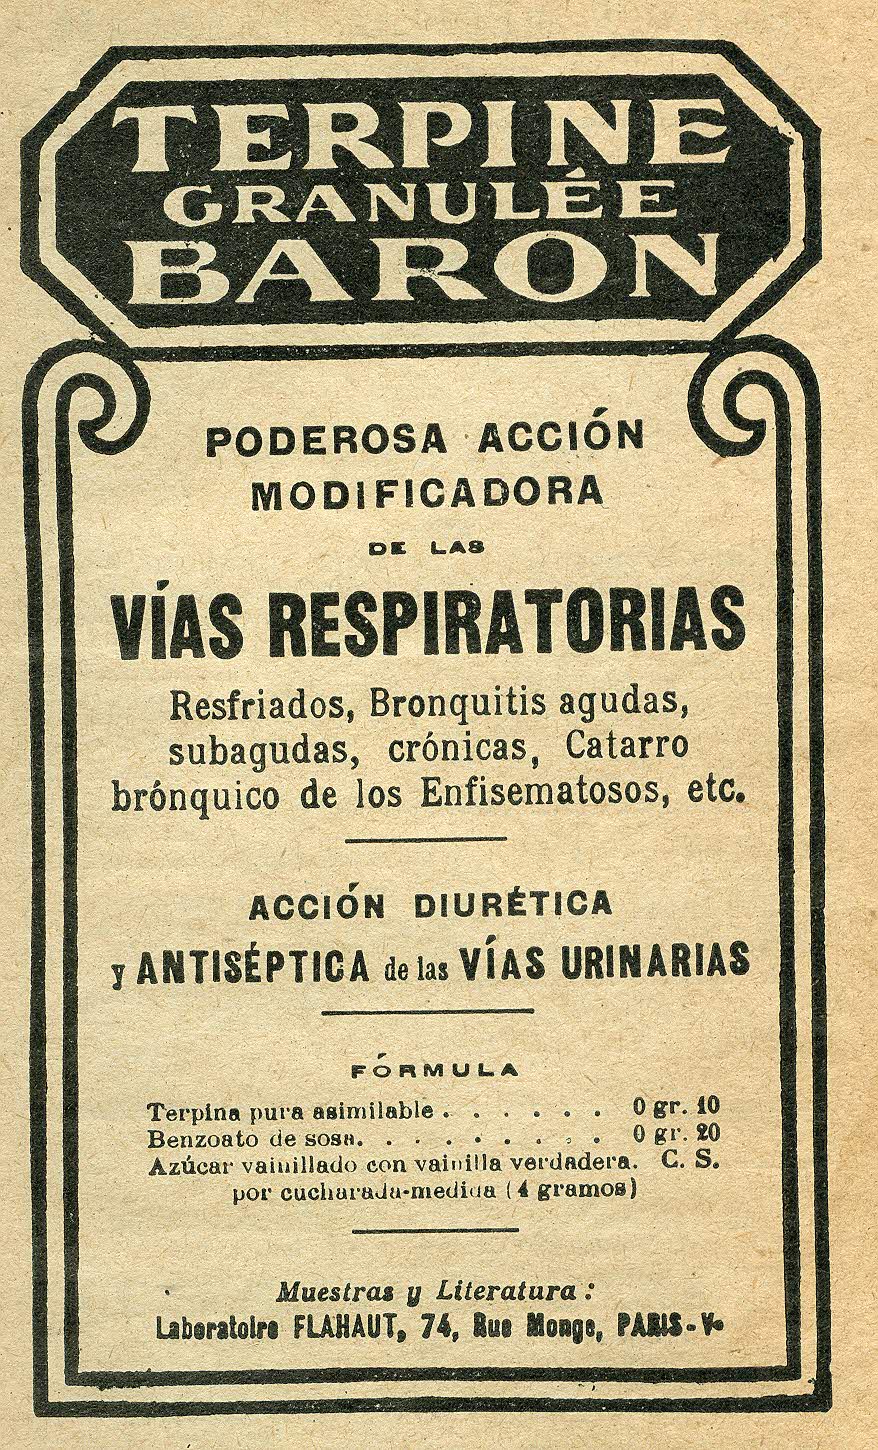 TERPINE
GRANULÉE
BARON
PODEROSA ACCIÓN
MODIFICADORA
DE LAS
VÍAS RESPIRATORIAS
Resfriados, Bronquitis agudas,
subagudas, crónicas, Catarro
brónquico de los Enfisematosos, etc.
ACCIÓN DIURÉTICA
y ANTISÉPTICA de las VÍAS URINARIAS
FÓRMULA
Terpina pura asimilable . . . . . . 0 gr. 10
Benzoato de sosa. . . . . . . . . 0 gr. 20
Azúcar vainillado con vainilla verdadera. C. S.
por cucharada-medida (4 gramos)
Muestras y Literatura :
Laboratoire FLAHAUT, 74, Rue Monge, PARIS-Ve